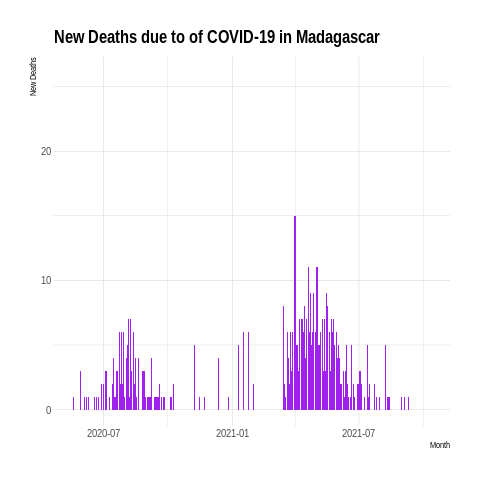 New Deaths due to of COVID-19 in Madagascar
New Deaths
20
10
0
2020-07
2021-01
2021-07
Month